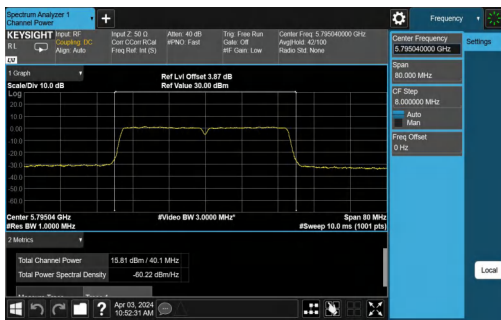 Spectrum Analyzer 1
Channel Power
Frequency
KEYSIGHT
Input: RF
Coupling: DC
Align: Auto
Input Z: 50 Ω
Corr CCorr RCal
Freq Ref: Int (S)
Atten: 40 dB
#PNO: Fast
Trig: Free Run
Gate: Off
#IF Gain: Low
Center Freq: 5.795040000 GHz
Avg|Hold: 42/100
Radio Std: None
RL
LVI
Center Frequency
5.795040000 GHz
Settings
Span
80.000 MHz
CF Step
8.000000 MHz
Auto
Man
Freq Offset
0 Hz
1 Graph
Scale/Div 10.0 dB
Ref Lvl Offset 3.87 dB
Ref Value 30.00 dBm
Log
20.0
10.0
0.00
-10.0
-20.0
-30.0
-40.0
-50.0
-60.0
Center 5.79504 GHz
#Res BW 1.0000 MHz
#Video BW 3.0000 MHz*
Span 80 MHz
#Sweep 10.0 ms (1001 pts)
2 Metrics
Total Channel Power 15.81 dBm / 40.1 MHz
Total Power Spectral Density -60.22 dBm/Hz
Local
Apr 03, 2024
10:52:31 AM